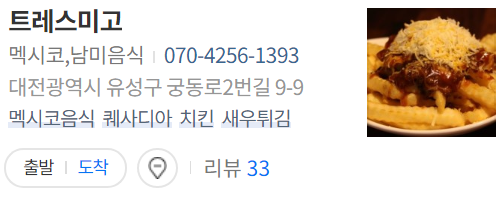 트레스미고
멕시코,남미음식 070-4256-1393
대전광역시 유성구 궁동로2번길 9-9
멕시코음식 퀘사디아 치킨 새우튀김
출발 도착 리뷰 33